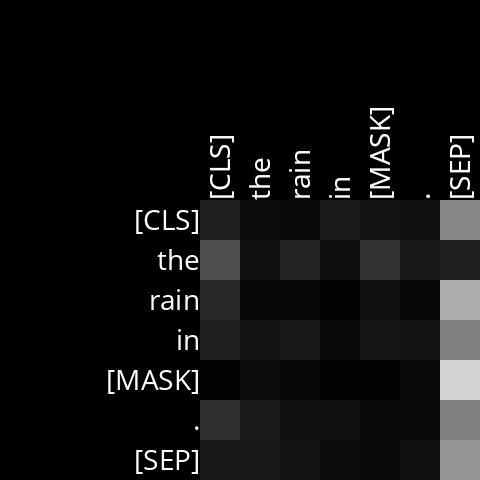 [CLS] the rain in [MASK] . [SEP]
[CLS]
the
rain
in
[MASK]
.
[SEP]